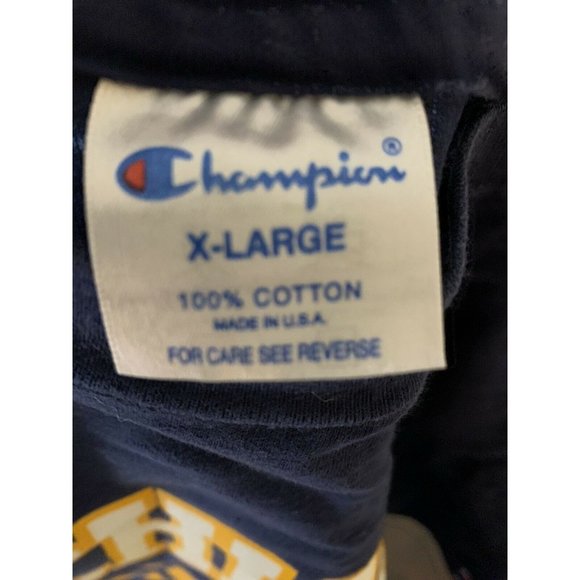 Champion®
X-LARGE
100% COTTON
MADE IN U.S.A.
FOR CARE SEE REVERSE